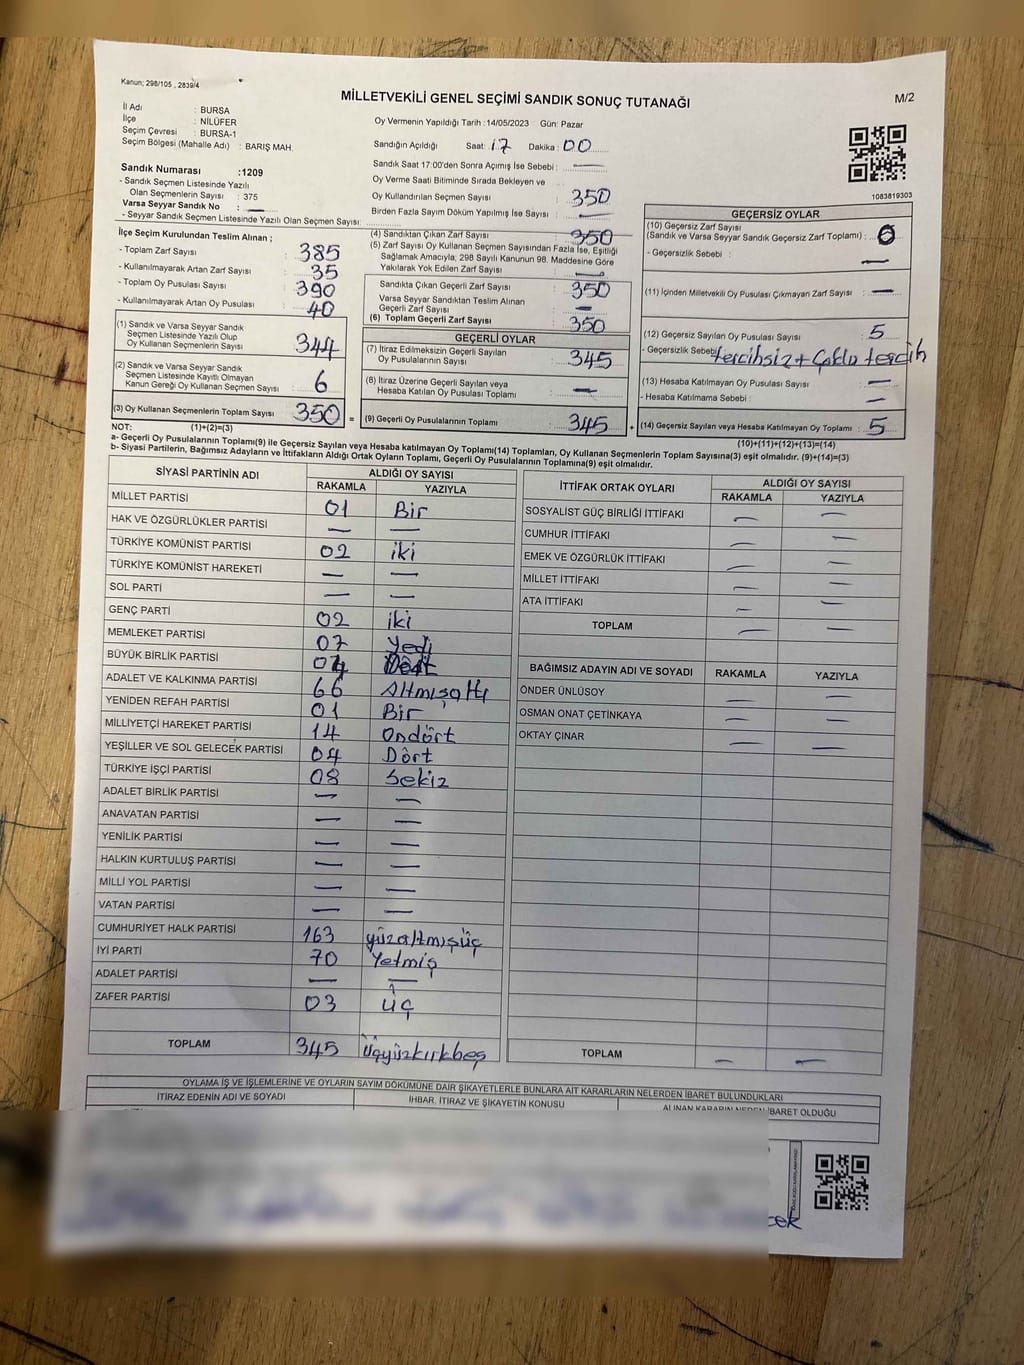 Kanun; 298/105 , 2839/4
MİLLETVEKİLİ GENEL SEÇİMİ SANDIK SONUÇ TUTANAĞI
M/2
İl Adı : BURSA
İlçe : NİLÜFER
Seçim Çevresi : BURSA-1
Seçim Bölgesi (Mahalle Adı) : BARIŞ MAH.
Oy Vermenin Yapıldığı Tarih : 14/05/2023 Gün: Pazar
Sandığın Açıldığı Saat: 17 Dakika: 00
Sandık Saat 17:00'den Sonra Açılmış İse Sebebi : —
Oy Verme Saati Bitiminde Sırada Bekleyen ve
Oy Kullandırılan Seçmen Sayısı : 350
Birden Fazla Sayım Döküm Yapılmış İse Sayısı : —
1083819303
Sandık Numarası :1209
- Sandık Seçmen Listesinde Yazılı
Olan Seçmenlerin Sayısı : 375
Varsa Seyyar Sandık No : —
- Seyyar Sandık Seçmen Listesinde Yazılı Olan Seçmen Sayısı:
İlçe Seçim Kurulundan Teslim Alınan ;
- Toplam Zarf Sayısı : 385
- Kullanılmayarak Artan Zarf Sayısı : 35
- Toplam Oy Pusulası Sayısı : 390
- Kullanılmayarak Artan Oy Pusulası : 40
(1) Sandık ve Varsa Seyyar Sandık
Seçmen Listesinde Yazılı Olup
Oy Kullanan Seçmenlerin Sayısı : 344
(2) Sandık ve Varsa Seyyar Sandık
Seçmen Listesinde Kayıtlı Olmayan
Kanun Gereği Oy Kullanan Seçmen Sayısı : 6
(3) Oy Kullanan Seçmenlerin Toplam Sayısı : 350 =
(4) Sandıktan Çıkan Zarf Sayısı : 350
(5) Zarf Sayısı Oy Kullanan Seçmen Sayısından Fazla İse, Eşitliği
Sağlamak Amacıyla, 298 Sayılı Kanunun 98. Maddesine Göre
Yakılarak Yok Edilen Zarf Sayısı : —
Sandıkta Çıkan Geçerli Zarf Sayısı : 350
Varsa Seyyar Sandıktan Teslim Alınan
Geçerli Zarf Sayısı : —
(6) Toplam Geçerli Zarf Sayısı : 350
GEÇERLİ OYLAR
(7) İtiraz Edilmeksizin Geçerli Sayılan
Oy Pusulalarının Sayısı : 345
(8) İtiraz Üzerine Geçerli Sayılan veya
Hesaba Katılan Oy Pusulası Toplamı : —
(9) Geçerli Oy Pusulalarının Toplamı : 345 +
GEÇERSİZ OYLAR
(10) Geçersiz Zarf Sayısı
(Sandık ve Varsa Seyyar Sandık Geçersiz Zarf Toplamı) : 0
- Geçersizlik Sebebi : —
(11) İçinden Milletvekili Oy Pusulası Çıkmayan Zarf Sayısı : —
(12) Geçersiz Sayılan Oy Pusulası Sayısı : 5
- Geçersizlik Sebebi tercihsiz + Çoklu tercih
(13) Hesaba Katılmayan Oy Pusulası Sayısı : —
- Hesaba Katılmama Sebebi : —
(14) Geçersiz Sayılan veya Hesaba Katılmayan Oy Toplamı : 5
NOT: (1)+(2)=(3)
(10)+(11)+(12)+(13)=(14)
a- Geçerli Oy Pusulalarının Toplamı(9) ile Geçersiz Sayılan veya Hesaba katılmayan Oy Toplamı(14) Toplamları, Oy Kullanan Seçmenlerin Toplam Sayısına(3) eşit olmalıdır. (9)+(14)=(3)
b- Siyasi Partilerin, Bağımsız Adayların ve İttifakların Aldığı Ortak Oyların Toplamı, Geçerli Oy Pusulalarının Toplamına(9) eşit olmalıdır.
SİYASİ PARTİNİN ADI ALDIĞI OY SAYISI
RAKAMLA YAZIYLA
MİLLET PARTİSİ 01 Bir
HAK VE ÖZGÜRLÜKLER PARTİSİ — —
TÜRKİYE KOMÜNİST PARTİSİ 02 iki
TÜRKİYE KOMÜNİST HAREKETİ — —
SOL PARTİ — —
GENÇ PARTİ 02 iki
MEMLEKET PARTİSİ 07 Yedi
BÜYÜK BİRLİK PARTİSİ 04 Dört
ADALET VE KALKINMA PARTİSİ 66 Altmışaltı
YENİDEN REFAH PARTİSİ 01 Bir
MİLLİYETÇİ HAREKET PARTİSİ 14 Ondört
YEŞİLLER VE SOL GELECEK PARTİSİ 04 Dört
TÜRKİYE İŞÇİ PARTİSİ 08 Sekiz
ADALET BİRLİK PARTİSİ — —
ANAVATAN PARTİSİ — —
YENİLİK PARTİSİ — —
HALKIN KURTULUŞ PARTİSİ — —
MİLLİ YOL PARTİSİ — —
VATAN PARTİSİ — —
CUMHURİYET HALK PARTİSİ 163 yüzaltmışüç
İYİ PARTİ 70 Yetmiş
ADALET PARTİSİ — —
ZAFER PARTİSİ 03 üç
TOPLAM 345 üçyüzkırkbeş
İTTİFAK ORTAK OYLARI ALDIĞI OY SAYISI
RAKAMLA YAZIYLA
SOSYALİST GÜÇ BİRLİĞİ İTTİFAKI — —
CUMHUR İTTİFAKI — —
EMEK VE ÖZGÜRLÜK İTTİFAKI — —
MİLLET İTTİFAKI — —
ATA İTTİFAKI — —
TOPLAM — —
BAĞIMSIZ ADAYIN ADI VE SOYADI RAKAMLA YAZIYLA
ÖNDER ÜNLÜSOY — —
OSMAN ONAT ÇETİNKAYA — —
OKTAY ÇINAR — —
TOPLAM — —
OYLAMA İŞ VE İŞLEMLERİNE VE OYLARIN SAYIM DÖKÜMÜNE DAİR ŞİKAYETLERLE BUNLARA AİT KARARLARIN NELERDEN İBARET BULUNDUKLARI
İTİRAZ EDENİN ADI VE SOYADI İHBAR, İTİRAZ VE ŞİKAYETİN KONUSU ALINAN KARARIN NEDEN İBARET OLDUĞU